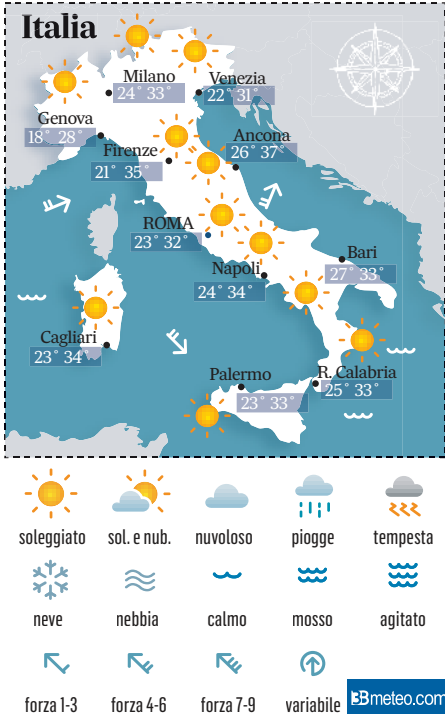 Italia
Milano
24° 33°
Venezia
22° 31°
Genova
18° 28°
Firenze
21° 35°
Ancona
26° 37°
ROMA
23° 32°
Napoli
24° 34°
Bari
27° 33°
Cagliari
23° 34°
Palermo
23° 33°
R. Calabria
25° 33°
soleggiato sol. e nub. nuvoloso piogge tempesta
neve nebbia calmo mosso agitato
forza 1-3 forza 4-6 forza 7-9 variabile
3Bmeteo.com